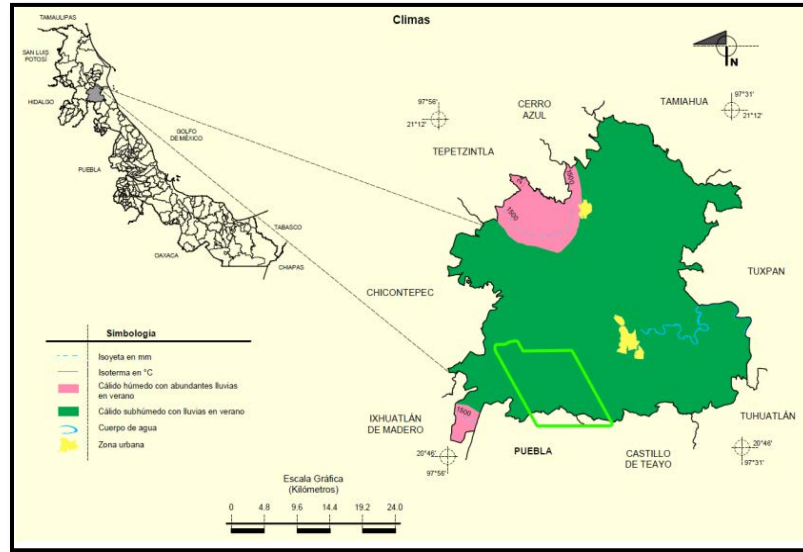 Climas
TAMAULIPAS
SAN LUIS
POTOSÍ
HIDALGO
GOLFO
DE MÉXICO
PUEBLA
TABASCO
OAXACA
CHIAPAS
N
97°56'
21°12'
CERRO
AZUL
TAMIAHUA
97°31'
21°12'
TEPETZINTLA
1500
1500
CHICONTEPEC
TUXPAN
IXHUATLÁN
DE MADERO
1500
TUHUATLÁN
20°46'
97°56'
PUEBLA
CASTILLO
DE TEAYO
20°46'
97°31'
Simbología
Isoyeta en mm
Isoterma en °C
Cálido húmedo con abundantes lluvias
en verano
Cálido subhúmedo con lluvias en verano
Cuerpo de agua
Zona urbana
Escala Gráfica
(Kilómetros)
0 4.8 9.6 14.4 19.2 24.0